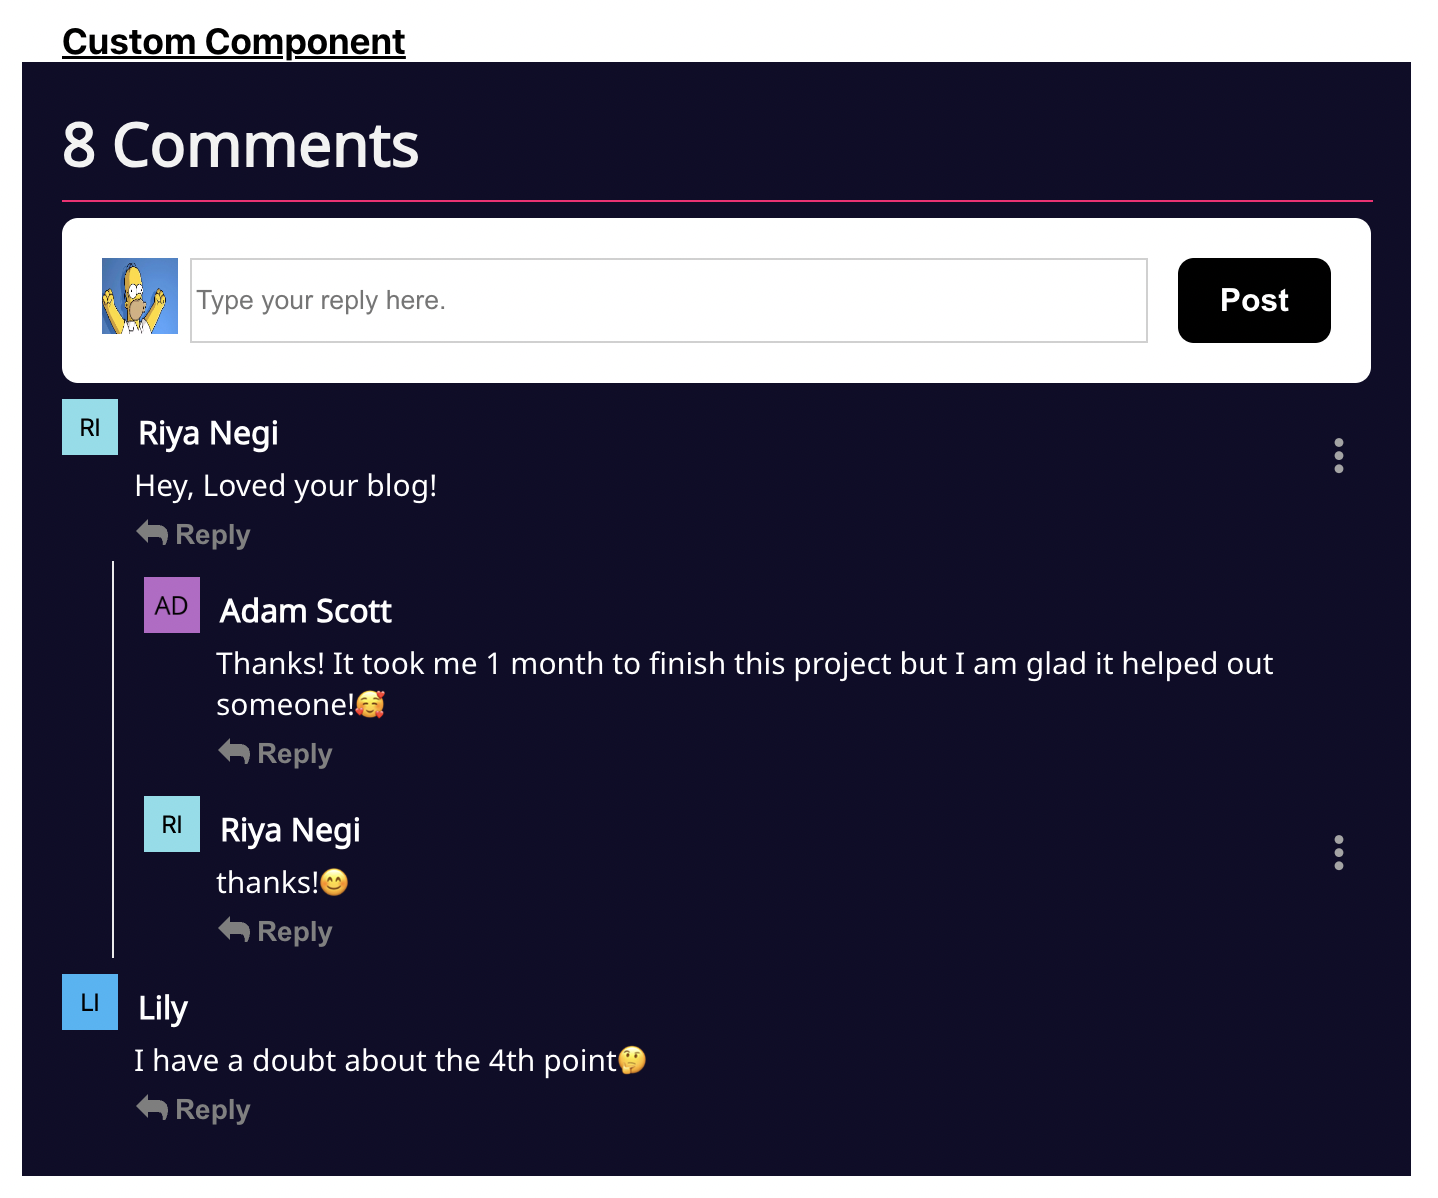 Custom Component
8 Comments
Type your reply here.
Post
RI
Riya Negi
Hey, Loved your blog!
Reply
AD
Adam Scott
Thanks! It took me 1 month to finish this project but I am glad it helped out
someone!🥰
Reply
RI
Riya Negi
thanks!😊
Reply
LI
Lily
I have a doubt about the 4th point🤔
Reply